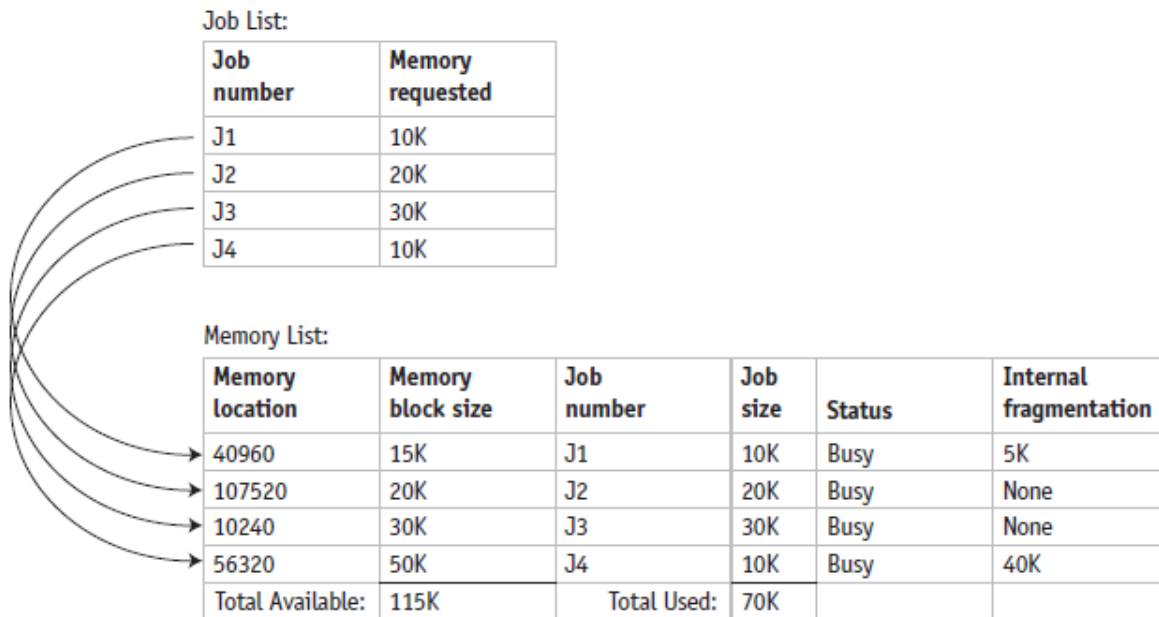 Job List:
Job number Memory requested
J1 10K
J2 20K
J3 30K
J4 10K
Memory List:
Memory location Memory block size Job number Job size Status Internal fragmentation
40960 15K J1 10K Busy 5K
107520 20K J2 20K Busy None
10240 30K J3 30K Busy None
56320 50K J4 10K Busy 40K
Total Available: 115K Total Used: 70K